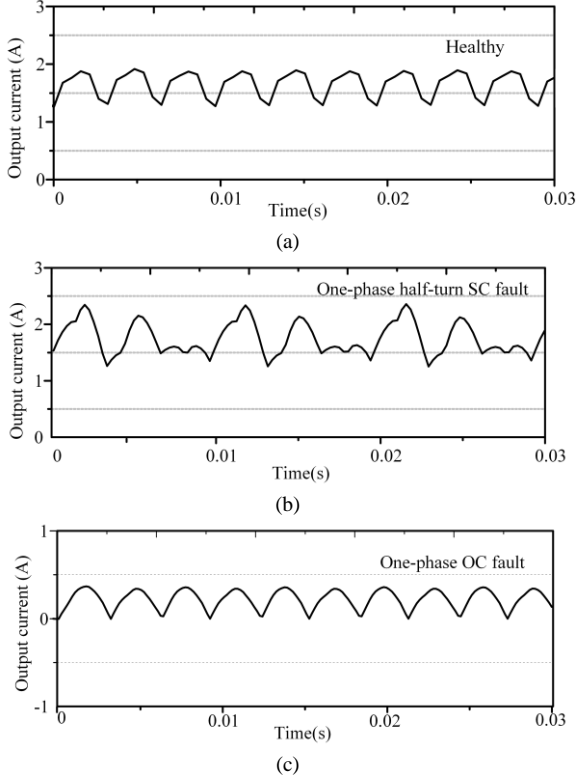 3
Healthy
2
Output current (A)
1
0
0
0.01
0.02
0.03
Time(s)
(a)
3
One-phase half-turn SC fault
2
Output current (A)
1
0
0
0.01
0.02
0.03
Time(s)
(b)
1
One-phase OC fault
Output current (A)
0
-1
0
0.01
0.02
0.03
Time(s)
(c)